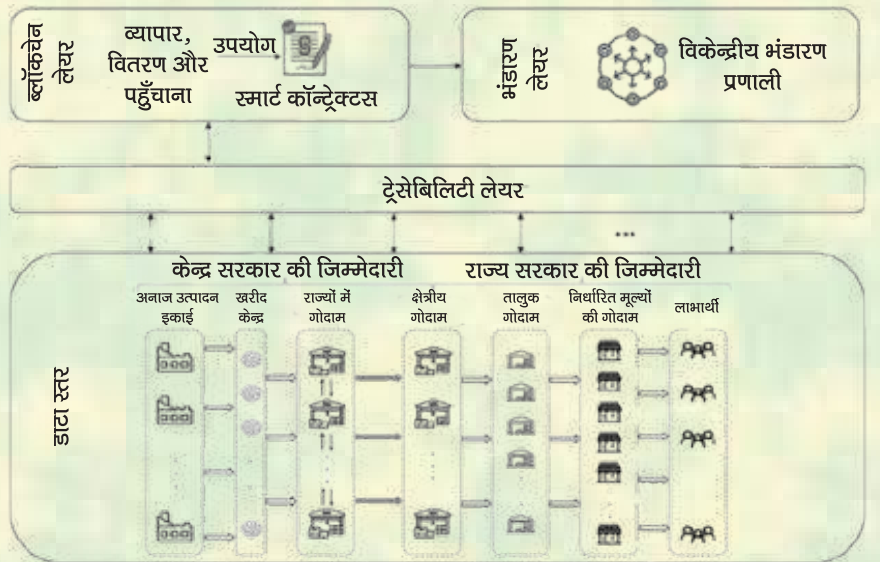 ब्लॉकचेन
लेयर
व्यापार,
वितरण और
पहुँचाना
उपयोग
स्मार्ट कॉन्ट्रेक्टस
भंडारण
लेयर
विकेन्द्रीय भंडारण
प्रणाली
ट्रेसेबिलिटी लेयर
...
केन्द्र सरकार की जिम्मेदारी
राज्य सरकार की जिम्मेदारी
अनाज उत्पादन
इकाई
खरीद
केन्द्र
राज्यों में
गोदाम
क्षेत्रीय
गोदाम
तालुक
गोदाम
निर्धारित मूल्यों
की गोदाम
लाभार्थी
डाटा स्तर